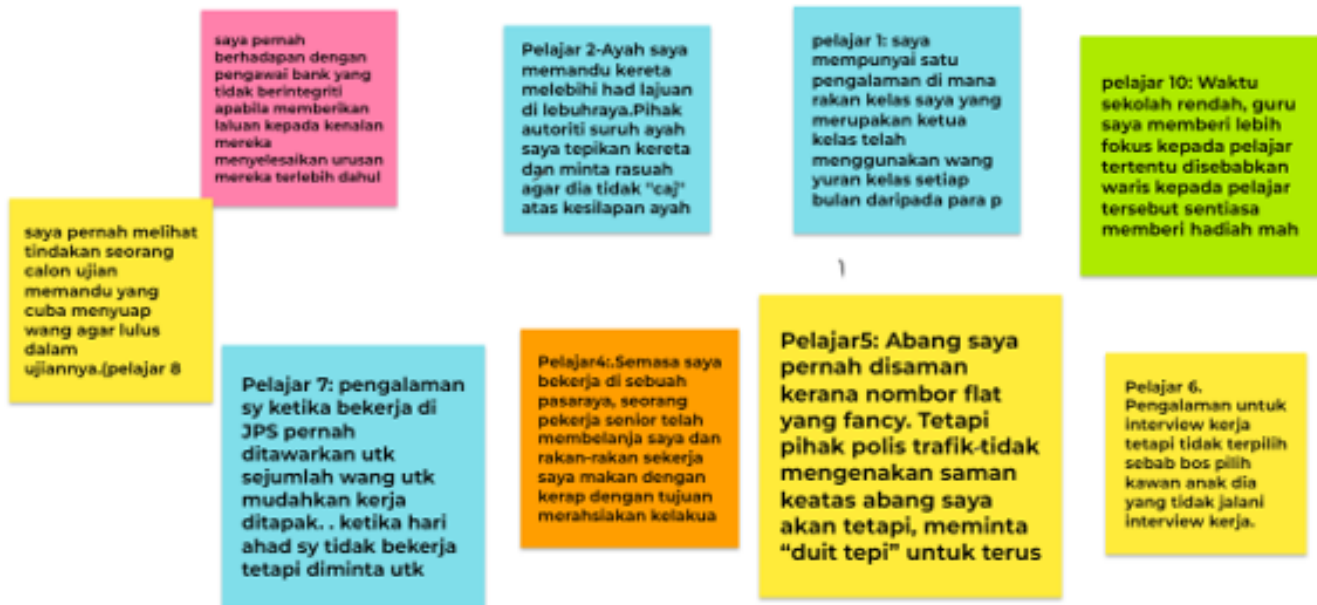 saya pernah
berhadapan dengan
pengawai bank yang
tidak berintegriti
apabila memberikan
laluan kepada kenalan
mereka
menyelesaikan urusan
mereka terlebih dahul
Pelajar 2-Ayah saya
memandu kereta
melebihi had lajuan
di lebuhraya.Pihak
autoriti suruh ayah
saya tepikan kereta
dan minta rasuah
agar dia tidak "caj"
atas kesilapan ayah
pelajar 1: saya
mempunyai satu
pengalaman di mana
rakan kelas saya yang
merupakan ketua
kelas telah
menggunakan wang
yuran kelas setiap
bulan daripada para p
pelajar 10: Waktu
sekolah rendah, guru
saya memberi lebih
fokus kepada pelajar
tertentu disebabkan
waris kepada pelajar
tersebut sentiasa
memberi hadiah mah
saya pernah melihat
tindakan seorang
calon ujian
memandu yang
cuba menyuap
wang agar lulus
dalam
ujiannya.(pelajar 8
Pelajar 7: pengalaman
sy ketika bekerja di
JPS pernah
ditawarkan utk
sejumlah wang utk
mudahkan kerja
ditapak. . ketika hari
ahad sy tidak bekerja
tetapi diminta utk
Pelajar4:.Semasa saya
bekerja di sebuah
pasaraya, seorang
pekerja senior telah
membelanja saya dan
rakan-rakan sekerja
saya makan dengan
kerap dengan tujuan
merahsiakan kelakua
Pelajar5: Abang saya
pernah disaman
kerana nombor flat
yang fancy. Tetapi
pihak polis trafik-tidak
mengenakan saman
keatas abang saya
akan tetapi, meminta
“duit tepi” untuk terus
Pelajar 6.
Pengalaman untuk
interview kerja
tetapi tidak terpilih
sebab bos pilih
kawan anak dia
yang tidak jalani
interview kerja.